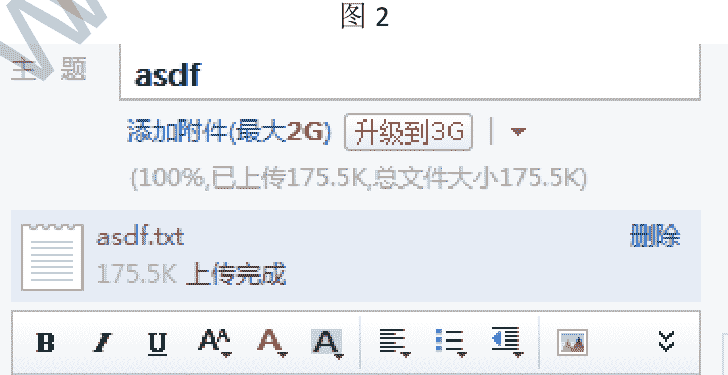 图 2
W
主 题
asdf
添加附件(最大2G) 升级到3G
(100%,已上传175.5K,总文件大小175.5K)
asdf.txt 删除
175.5K 上传完成
B I U AA A A